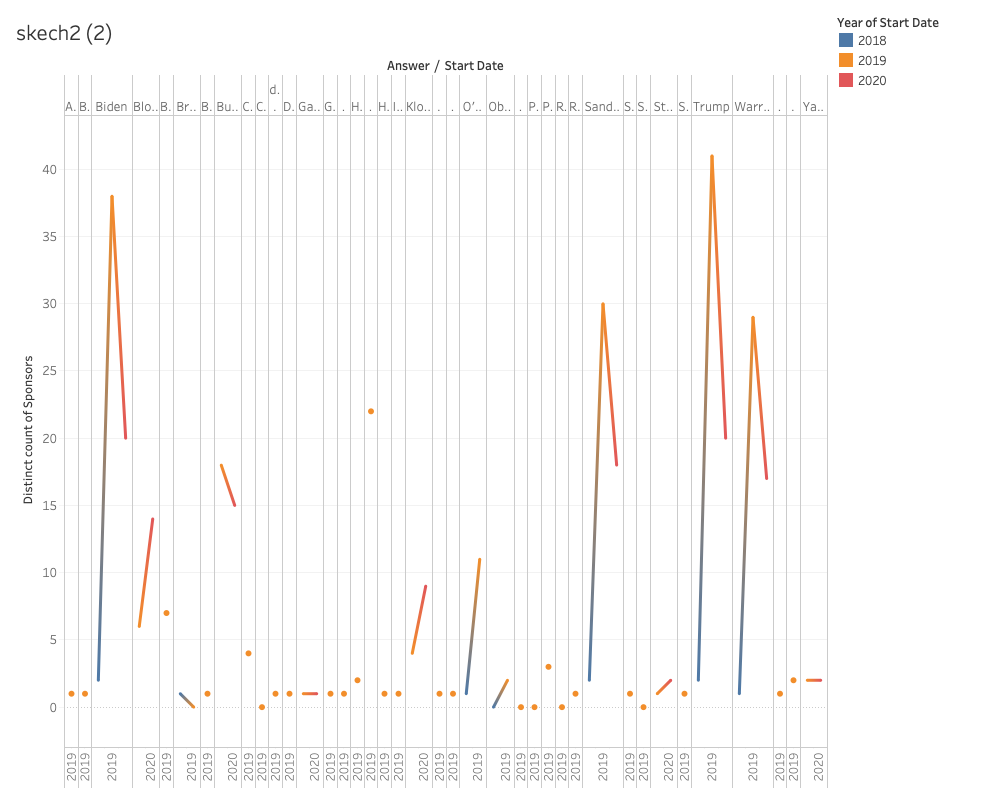 skech2 (2)
Year of Start Date
2018
2019
2020
Answer / Start Date
A. B. Biden Blo.. B. Br.. B. Bu.. C. C. d. . D. Ga.. G. . H. . H. I.. Klo.. . . O'.. Ob.. . P. P. R. R. Sand.. S. S. St.. S. Trump Warr.. . . Ya..
Distinct count of Sponsors
40
35
30
25
20
15
10
5
0
2019 2019 2019 2020 2019 2019 2019 2020 2019 2019 2019 2019 2020 2019 2019 2019 2019 2019 2019 2020 2019 2019 2019 2019 2019 2019 2019 2019 2019 2019 2019 2019 2020 2019 2019 2019 2019 2019 2020